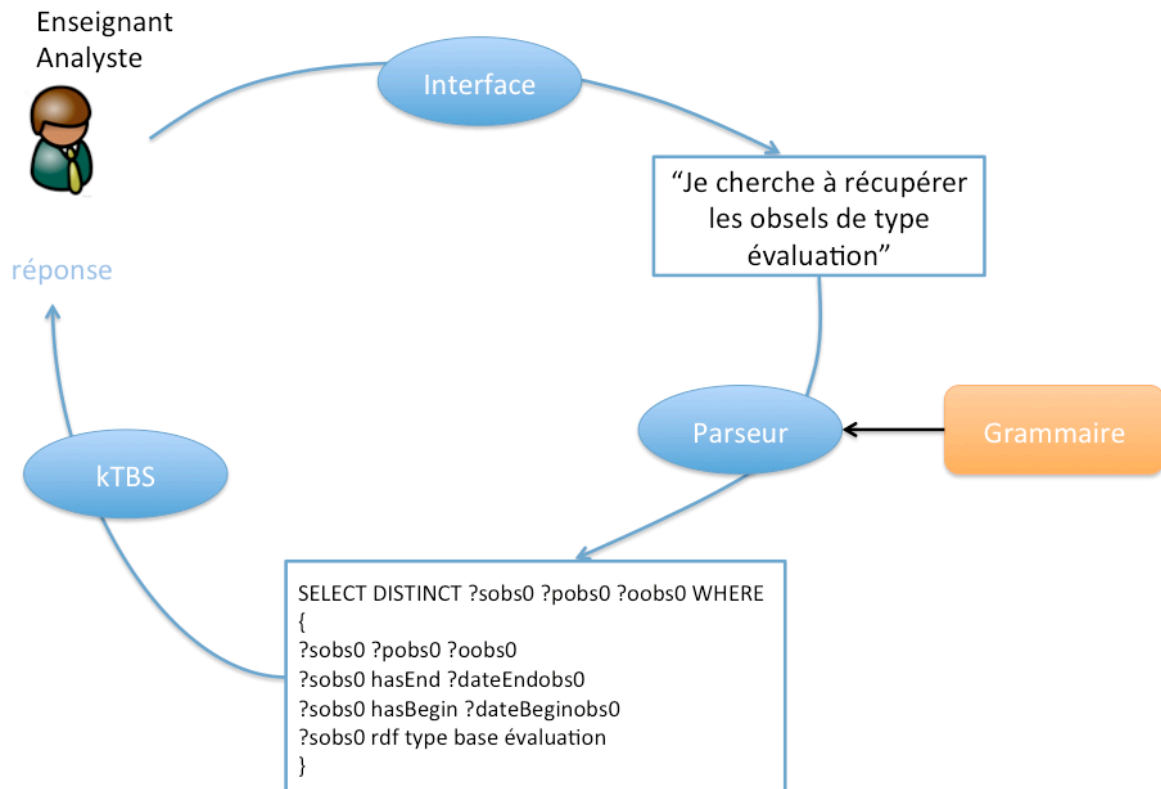 Enseignant
Analyste
Interface
“Je cherche à récupérer
les obsels de type
évaluation”
réponse
Parseur
Grammaire
kTBS
SELECT DISTINCT ?sobs0 ?pobs0 ?oobs0 WHERE
{
?sobs0 ?pobs0 ?oobs0
?sobs0 hasEnd ?dateEndobs0
?sobs0 hasBegin ?dateBeginobs0
?sobs0 rdf type base évaluation
}